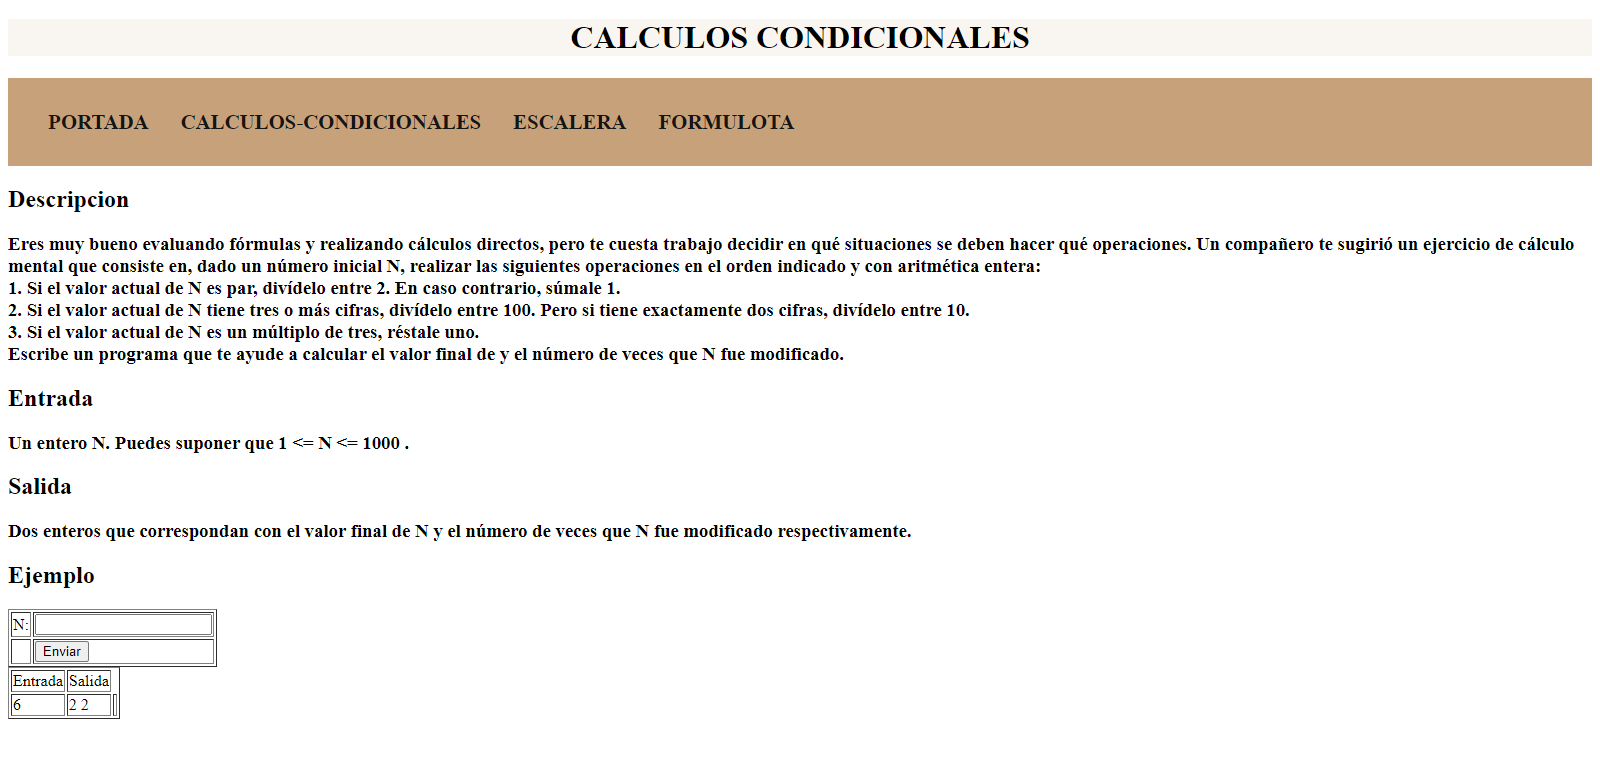 CALCULOS CONDICIONALES
PORTADA CALCULOS-CONDICIONALES ESCALERA FORMULOTA
Descripcion
Eres muy bueno evaluando fórmulas y realizando cálculos directos, pero te cuesta trabajo decidir en qué situaciones se deben hacer qué operaciones. Un compañero te sugirió un ejercicio de cálculo
mental que consiste en, dado un número inicial N, realizar las siguientes operaciones en el orden indicado y con aritmética entera:
1. Si el valor actual de N es par, divídelo entre 2. En caso contrario, súmale 1.
2. Si el valor actual de N tiene tres o más cifras, divídelo entre 100. Pero si tiene exactamente dos cifras, divídelo entre 10.
3. Si el valor actual de N es un múltiplo de tres, réstale uno.
Escribe un programa que te ayude a calcular el valor final de y el número de veces que N fue modificado.
Entrada
Un entero N. Puedes suponer que 1 <= N <= 1000 .
Salida
Dos enteros que correspondan con el valor final de N y el número de veces que N fue modificado respectivamente.
Ejemplo
N:
Enviar
Entrada Salida
6 2 2